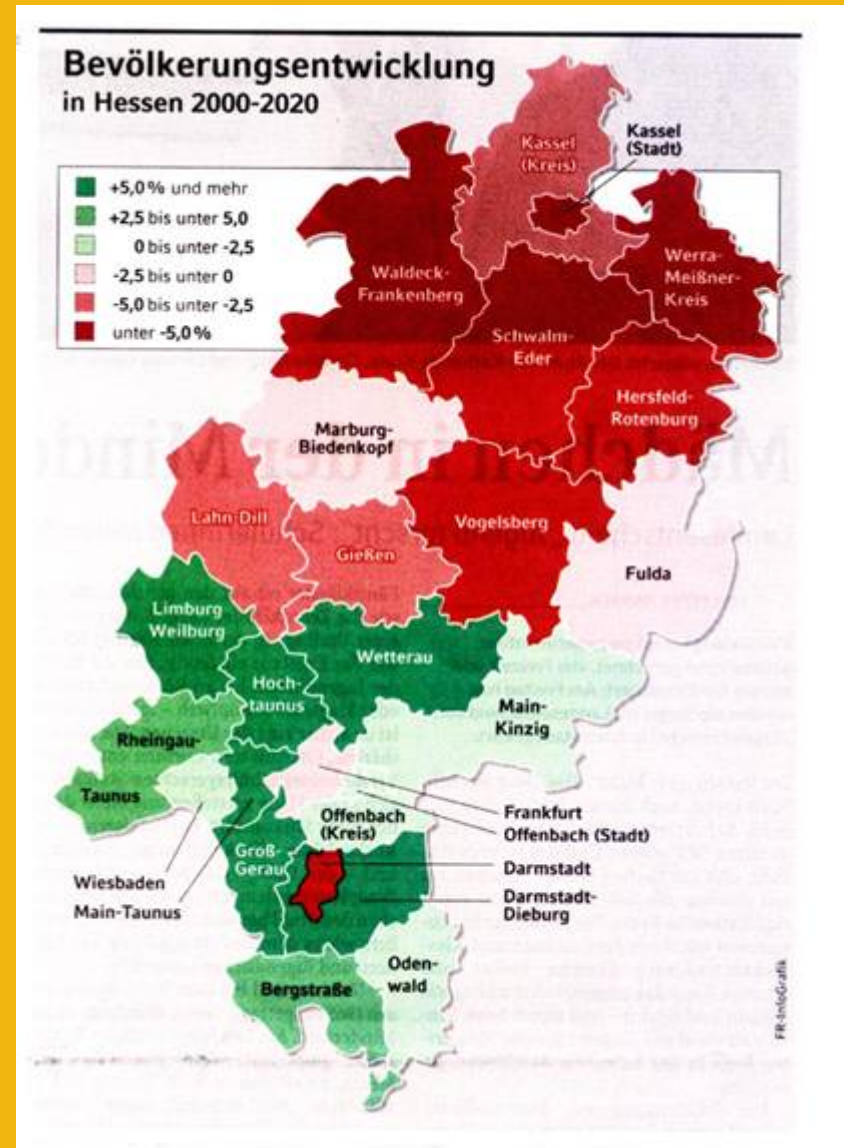 Bevölkerungsentwicklung
in Hessen 2000-2020
+5,0% und mehr
+2,5 bis unter 5,0
0 bis unter -2,5
-2,5 bis unter 0
-5,0 bis unter -2,5
unter -5,0%
Kassel
(Kreis)
Kassel
(Stadt)
Waldeck-
Frankenberg
Werra-
Meißner-
Kreis
Schwalm-
Eder
Hersfeld-
Rotenburg
Marburg-
Biedenkopf
Lahn-Dill
Gießen
Vogelsberg
Fulda
Limburg
Weilburg
Wetterau
Hoch-
taunus
Main-
Kinzig
Rheingau-
Taunus
Offenbach
(Kreis)
Frankfurt
Offenbach (Stadt)
Groß-
Gerau
Darmstadt
Wiesbaden
Main-Taunus
Darmstadt-
Dieburg
Oden-
wald
Bergstraße
FR-InfoGrafik